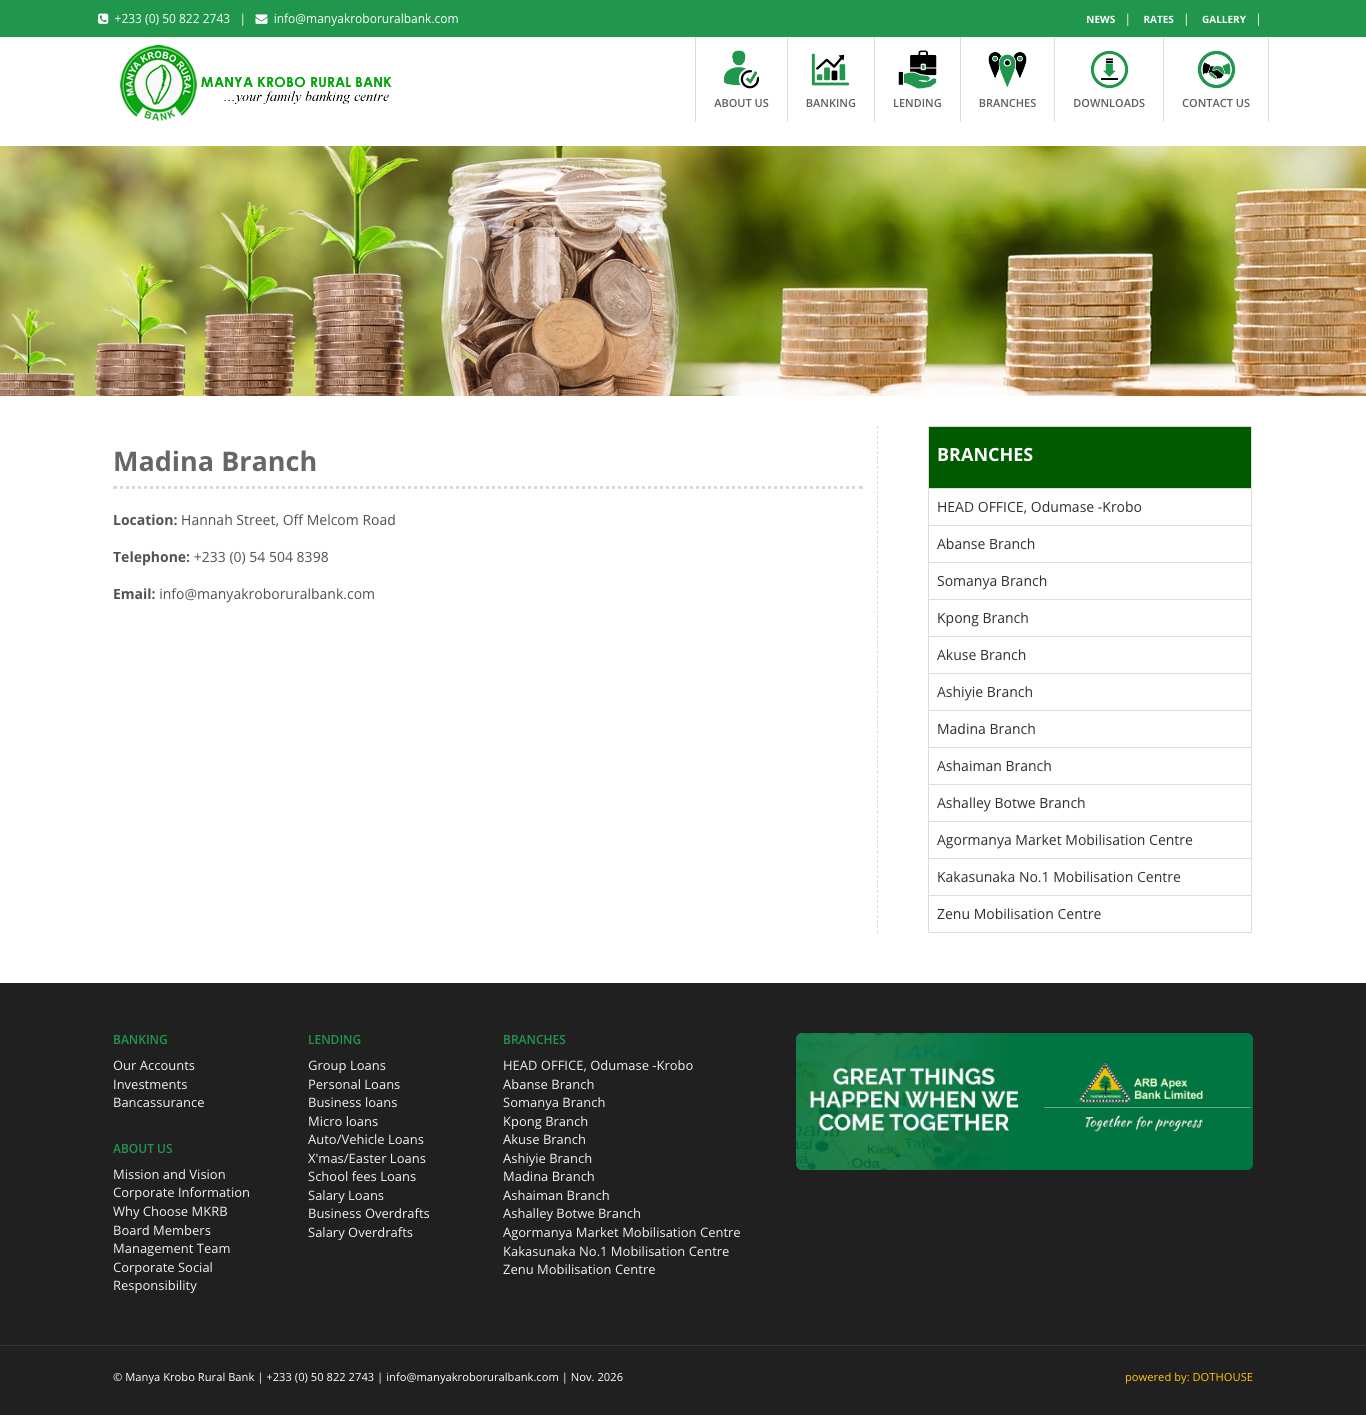 +233 (0) 50 822 2743 | info@manyakroboruralbank.com
NEWS | RATES | GALLERY |
MANYA KROBO RURAL BANK
MANYA KROBO RURAL BANK
...your family banking centre
ABOUT US
BANKING
LENDING
BRANCHES
DOWNLOADS
CONTACT US
Madina Branch
Location: Hannah Street, Off Melcom Road
Telephone: +233 (0) 54 504 8398
Email: info@manyakroboruralbank.com
BRANCHES
HEAD OFFICE, Odumase -Krobo
Abanse Branch
Somanya Branch
Kpong Branch
Akuse Branch
Ashiyie Branch
Madina Branch
Ashaiman Branch
Ashalley Botwe Branch
Agormanya Market Mobilisation Centre
Kakasunaka No.1 Mobilisation Centre
Zenu Mobilisation Centre
BANKING
Our Accounts
Investments
Bancassurance
ABOUT US
Mission and Vision
Corporate Information
Why Choose MKRB
Board Members
Management Team
Corporate Social
Responsibility
LENDING
Group Loans
Personal Loans
Business loans
Micro loans
Auto/Vehicle Loans
X'mas/Easter Loans
School fees Loans
Salary Loans
Business Overdrafts
Salary Overdrafts
BRANCHES
HEAD OFFICE, Odumase -Krobo
Abanse Branch
Somanya Branch
Kpong Branch
Akuse Branch
Ashiyie Branch
Madina Branch
Ashaiman Branch
Ashalley Botwe Branch
Agormanya Market Mobilisation Centre
Kakasunaka No.1 Mobilisation Centre
Zenu Mobilisation Centre
GREAT THINGS
HAPPEN WHEN WE
COME TOGETHER
ARB Apex
Bank Limited
Together for progress
LAKE
Kade
Oda
© Manya Krobo Rural Bank | +233 (0) 50 822 2743 | info@manyakroboruralbank.com | Nov. 2026
powered by: DOTHOUSE